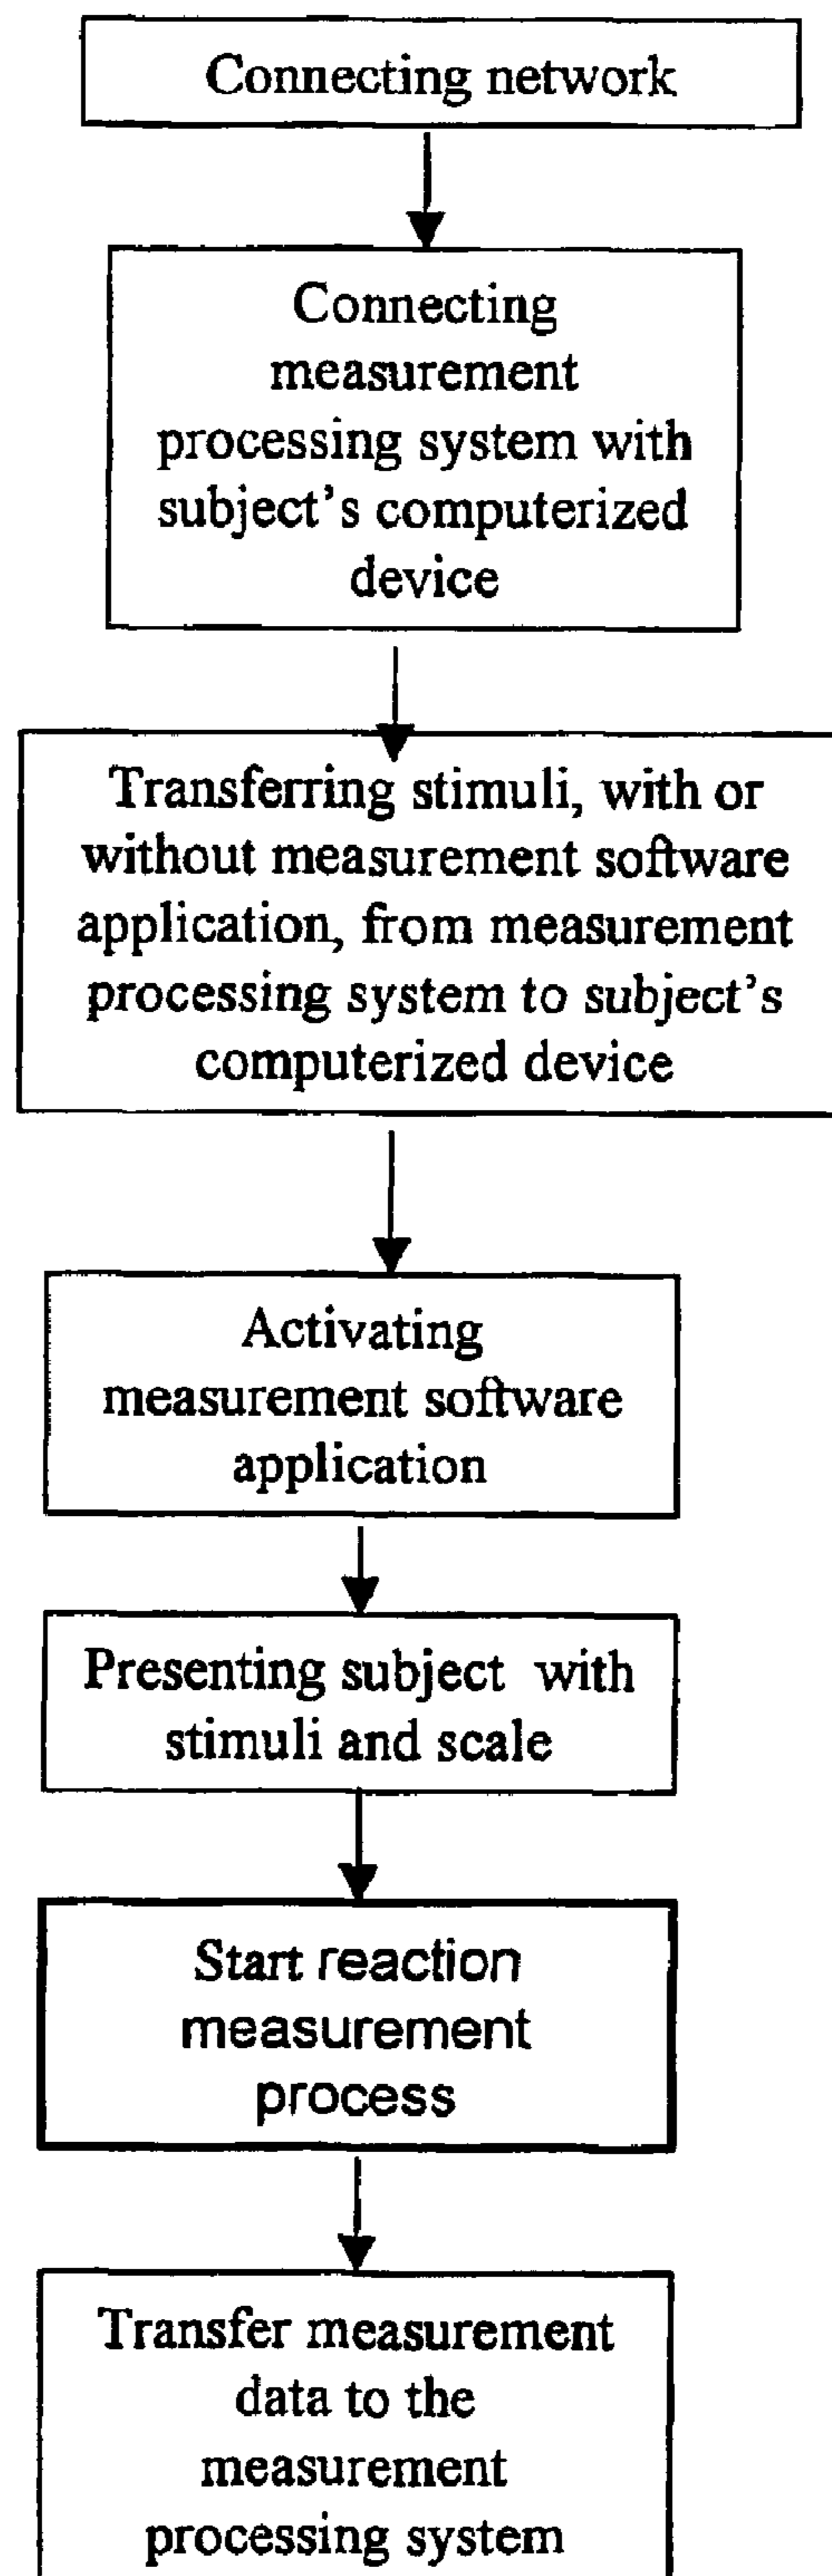 Connecting network
Connecting
measurement
processing system with
subject's computerized
device
Transferring stimuli, with or
without measurement software
application, from measurement
processing system to subject's
computerized device
Activating
measurement software
application
Presenting subject with
stimuli and scale
Start reaction
measurement
process
Transfer measurement
data to the
measurement
processing system